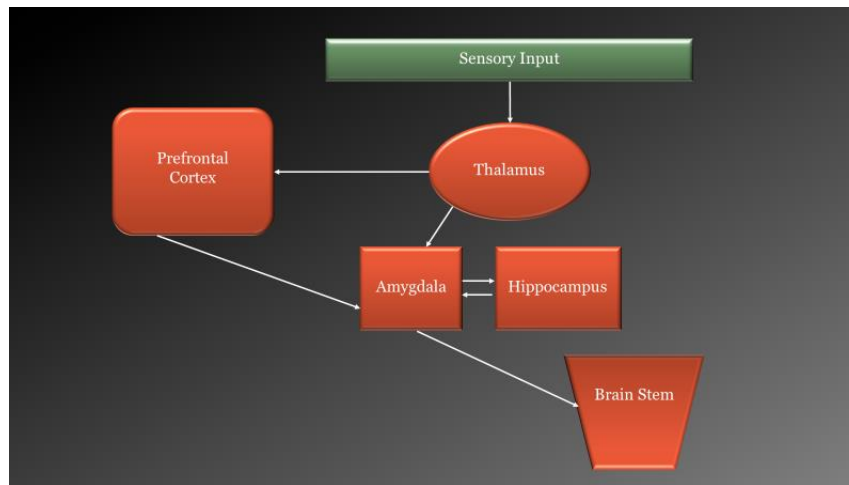 Sensory Input
Prefrontal
Cortex
Thalamus
Amygdala
Hippocampus
Brain Stem